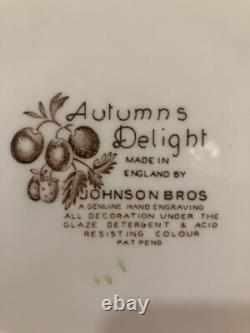 Autumns
Delight
MADE IN
ENGLAND BY
JOHNSON BROS
A GENUINE HAND ENGRAVING
ALL DECORATION UNDER THE
GLAZE DETERGENT & ACID
RESISTING COLOUR
PAT PEND
ebay